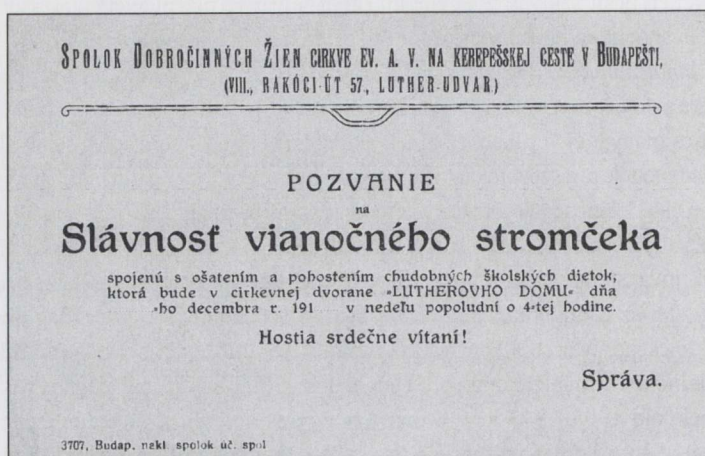 SPOLOK DOBROČINNÝCH ŽIEN CIRKVE EV. A. V. NA KEREPEŠSKEJ CESTE V BUDAPEŠTI,
(VIII., RÁKÓCI-ÚT 57, LUTHER-UDVAR)
POZVANIE
na
Slávnosť vianočného stromčeka
spojenú s ošatením a pohostením chudobných školských dietok,
ktorá bude v cirkevnej dvorane »LUTHEROVHO DOMU« dňa
-ho decembra r. 191 v nedeľu popoludní o 4-tej hodine.
Hostia srdečne vítaní!
Správa.
3707, Budap. nakl. spolok uč. spol